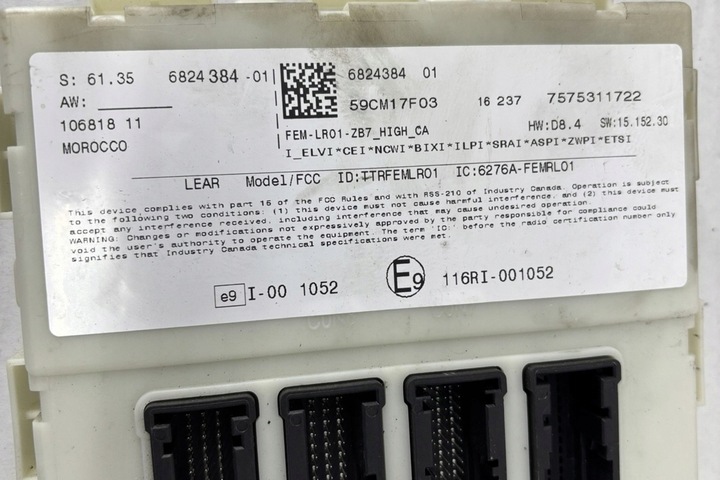 S: 61.35 6824 384 -01 6824384 01
AW: 59CM17F03 16 237 7575311722
106818 11 FEM-LR01-ZB7_HIGH_CA HW:D8.4 SW:15.152.30
MOROCCO I_ELVI*CEI*NCWI*BIXI*ILPI*SRAI*ASPI*ZWPI*ETSI
LEAR Model/FCC ID:TTRFEMLR01 IC:6276A-FEMRL01
This device complies with part 15 of the FCC Rules and with RSS-210 of Industry Canada. Operation is subject
to the following two conditions: (1) this device must not cause harmful interference, and (2) this device must
accept any interference received, including interference that may cause undesired operation.
WARNING: Changes or modifications not expressively approved by the party responsible for compliance could
void the user's authority to operate the equipment. The term 'IC:' before the radio certification number only
signifies that Industry Canada technical specifications were met.
e9 I-00 1052 E9 116RI-001052